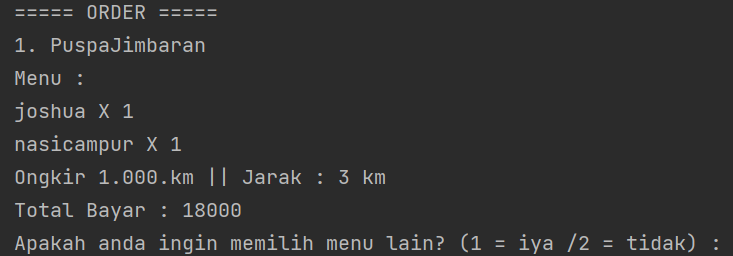 ===== ORDER =====
1. PuspaJimbaran
Menu :
joshua X 1
nasicampur X 1
Ongkir 1.000.km || Jarak : 3 km
Total Bayar : 18000
Apakah anda ingin memilih menu lain? (1 = iya /2 = tidak) :